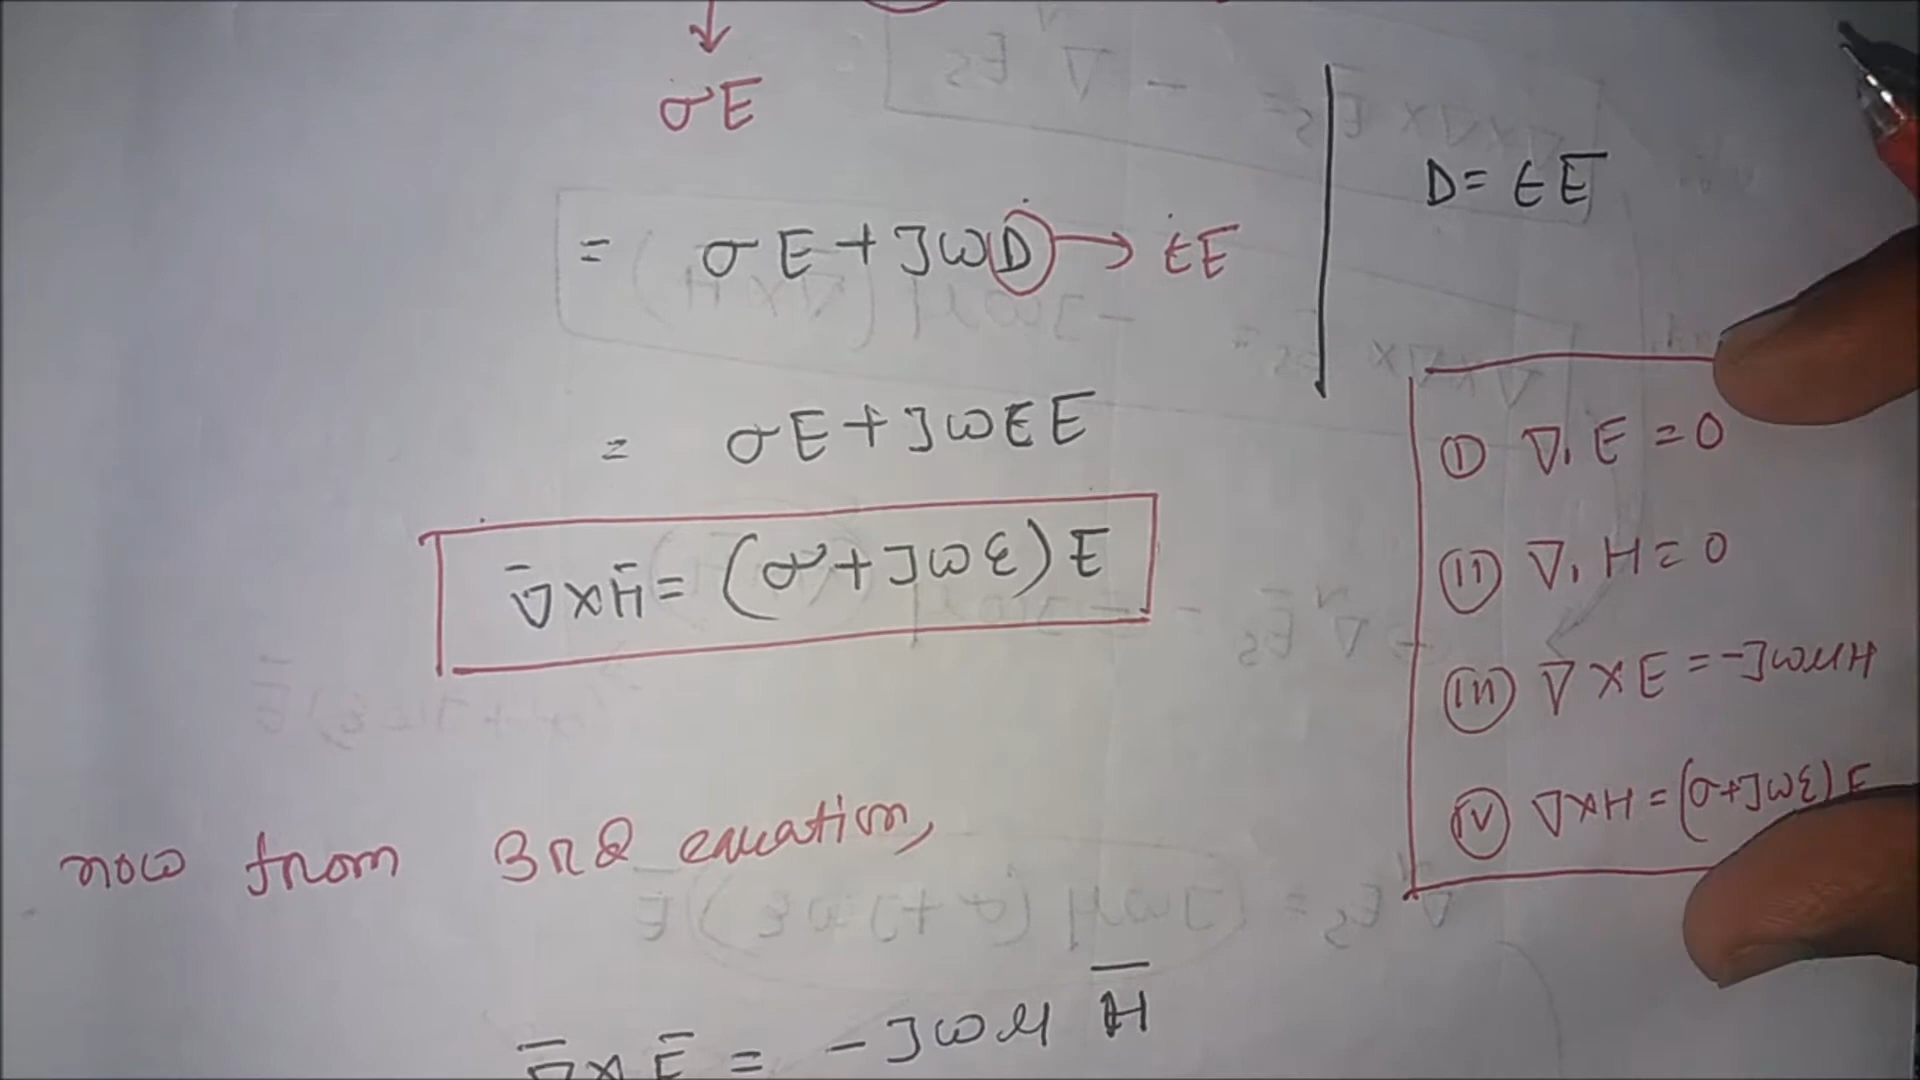 σE
= σE + Jω D → ϵE
D = ϵE
= σE + JωϵE
∇̄ × H̄ = (σ + Jωε) E
① ∇. E = 0
(ii) ∇. H = 0
(iii) ∇ × E = -JωμH
(iv) ∇×H = (σ+Jωε) E
now from 3rd equation,
∇̄ × Ē = - Jωμ H̄